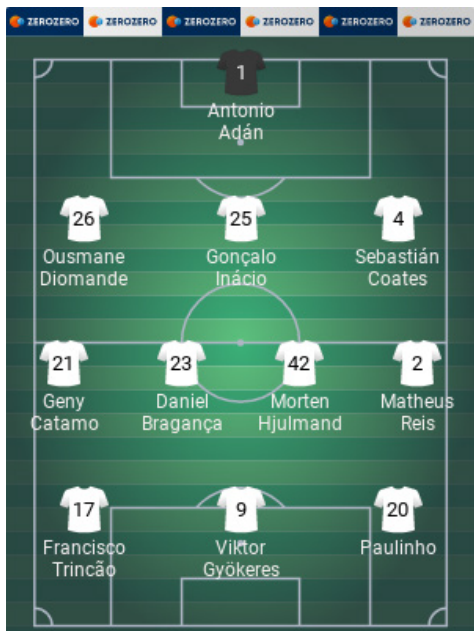 ZEROZERO ZEROZERO ZEROZERO ZEROZERO ZEROZERO ZEROZERO
1
Antonio
Adán
26
Ousmane
Diomande
25
Gonçalo
Inácio
4
Sebastián
Coates
21
Geny
Catamo
23
Daniel
Bragança
42
Morten
Hjulmand
2
Matheus
Reis
17
Francisco
Trincão
9
Viktor
Gyökeres
20
Paulinho